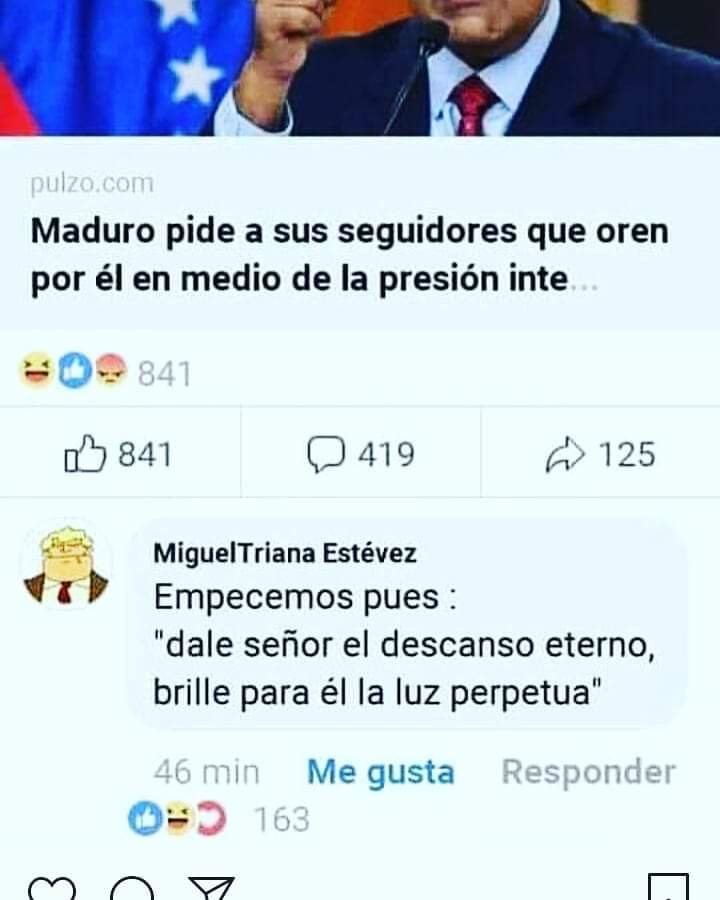 pulzo.com
Maduro pide a sus seguidores que oren
por él en medio de la presión inte...
841
841
419
125
MiguelTriana Estévez
Empecemos pues :
"dale señor el descanso eterno,
brille para él la luz perpetua"
46 min Me gusta Responder
163